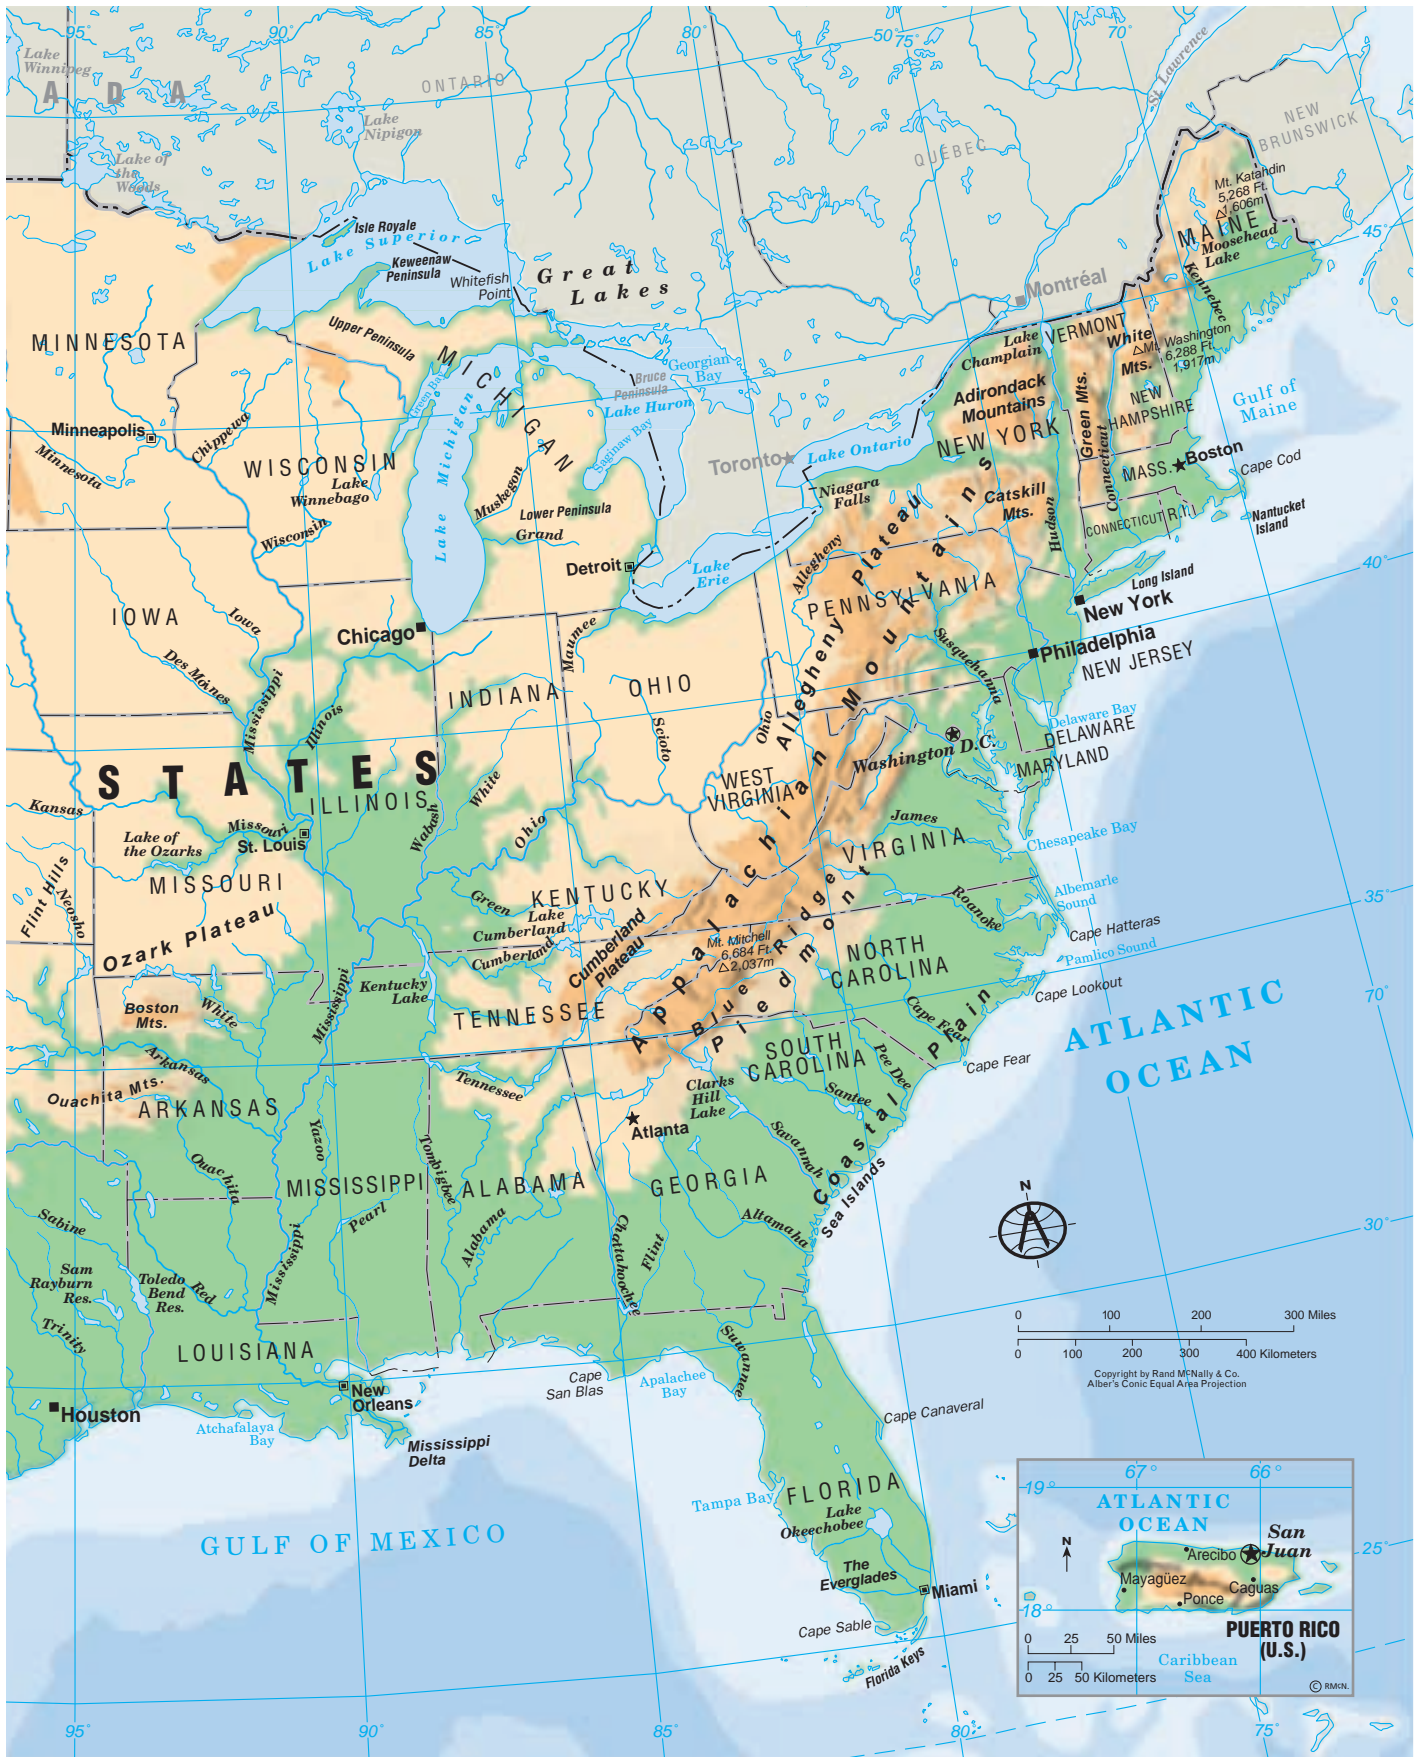 95°
90°
85°
80°
50°
75°
70°
Lake
Winnipeg
A D A
ONTARIO
Lake
Nipigon
Lake of
the
Woods
QUÉBEC
St. Lawrence
NEW
BRUNSWICK
Mt. Katahdin
5,268 Ft.
△1,606m
MAINE
Moosehead
Lake
45°
Kennebec
Isle Royale
Lake Superior
Keweenaw
Peninsula
Whitefish
Point
Great
Lakes
Montréal
MINNESOTA
Upper Peninsula
MICHIGAN
Georgian
Bay
Bruce
Peninsula
Lake Huron
Saginaw Bay
Green Bay
Lake Michigan
Lake
Champlain
VERMONT
White
Mts.
△Mt. Washington
6,288 Ft.
1,917m
Adirondack
Mountains
Green Mts.
NEW
HAMPSHIRE
Gulf of
Maine
Minneapolis
Chippewa
Minnesota
WISCONSIN
Lake
Winnebago
Wisconsin
Muskegon
Lower Peninsula
Grand
Detroit
Toronto
Lake Ontario
NEW YORK
Niagara
Falls
Catskill
Mts.
Hudson
Connecticut
MASS.
Boston
Cape Cod
CONNECTICUT
R.I.
Nantucket
Island
40°
Lake
Erie
Allegheny
Allegheny Plateau
PENNSYLVANIA
Long Island
New York
Philadelphia
NEW JERSEY
Susquehanna
IOWA
Iowa
Des Moines
Chicago
Maumee
Mississippi
Illinois
INDIANA
OHIO
Scioto
Ohio
Appalachian Mountains
Delaware Bay
DELAWARE
MARYLAND
Washington D.C.
STATES
ILLINOIS
White
Wabash
Ohio
WEST
VIRGINIA
James
VIRGINIA
Chesapeake Bay
Kansas
Lake of
the Ozarks
Missouri
St. Louis
MISSOURI
Flint Hills
Neosho
Ozark Plateau
Green
KENTUCKY
Lake
Cumberland
Cumberland
Cumberland
Plateau
Mt. Mitchell
6,684 Ft.
△2,037m
Blue Ridge
Piedmont
Roanoke
Albemarle
Sound
35°
Cape Hatteras
Pamlico Sound
NORTH
CAROLINA
Cape Lookout
Kentucky
Lake
Boston
Mts.
White
Mississippi
TENNESSEE
Cape Fear
Coastal Plain
Cape Fear
ATLANTIC
OCEAN
70°
Arkansas
Ouachita Mts.
ARKANSAS
Tennessee
SOUTH
CAROLINA
Pee Dee
Clarks
Hill
Lake
Santee
Atlanta
Savannah
Yazoo
Tombigbee
Ouachita
MISSISSIPPI
ALABAMA
GEORGIA
Sea Islands
N
Sabine
Pearl
Alabama
Chattahoochee
Flint
Altamaha
30°
Sam
Rayburn
Res.
Toledo
Bend
Res.
Red
Mississippi
Trinity
LOUISIANA
Suwannee
0 100 200 300 Miles
0 100 200 300 400 Kilometers
Copyright by Rand McNally & Co.
Alber's Conic Equal Area Projection
New
Orleans
Houston
Atchafalaya
Bay
Mississippi
Delta
Cape
San Blas
Apalachee
Bay
Cape Canaveral
Tampa Bay
FLORIDA
Lake
Okeechobee
GULF OF MEXICO
The
Everglades
Miami
Cape Sable
Florida Keys
25°
67°
66°
19°
ATLANTIC
OCEAN
San
Juan
N
Arecibo
Mayagüez
Caguas
Ponce
18°
PUERTO RICO
(U.S.)
0 25 50 Miles
0 25 50 Kilometers
Caribbean
Sea
© RMcN.
95°
90°
85°
80°
75°